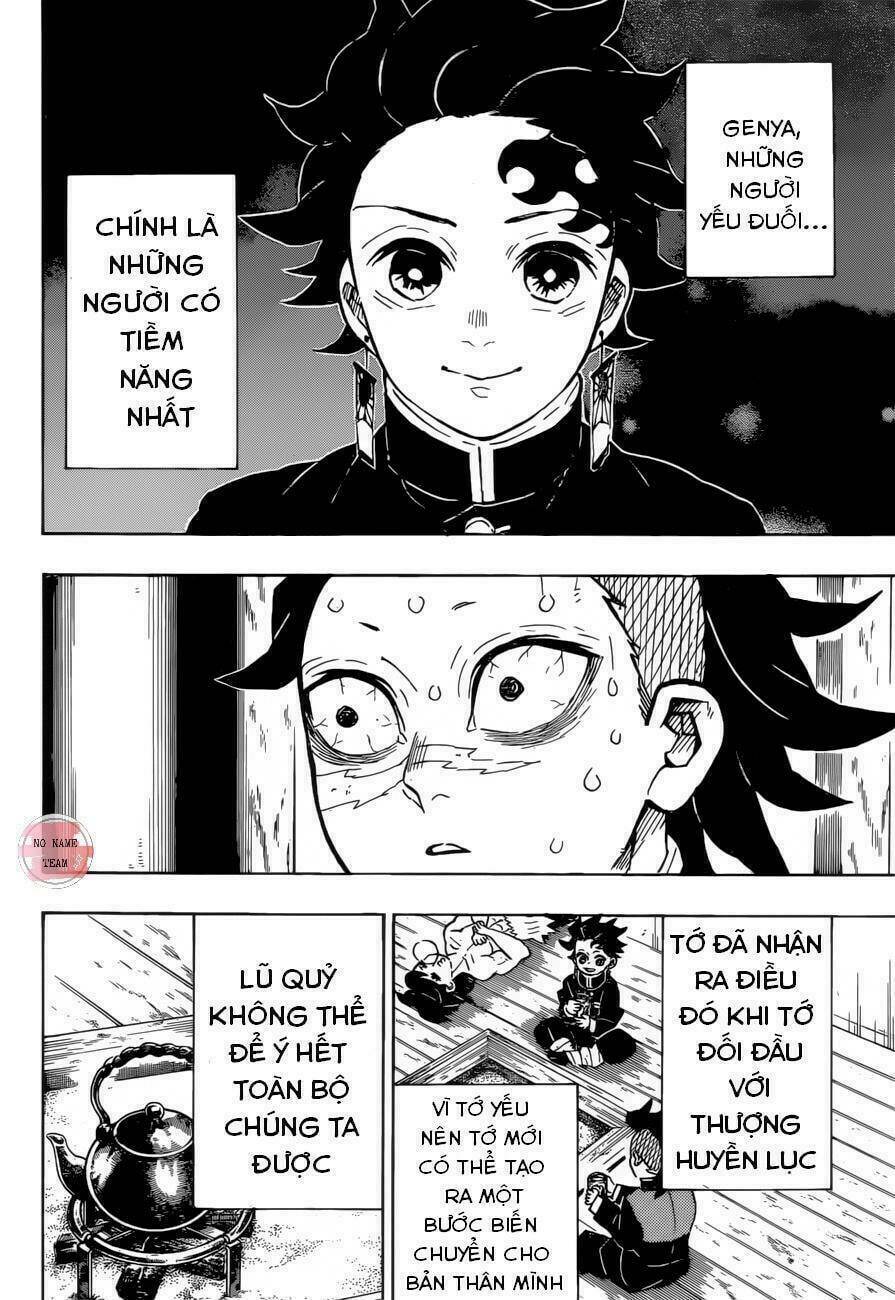 GENYA,
NHỮNG
NGƯỜI
YẾU ĐUỐI...
CHÍNH LÀ
NHỮNG
NGƯỜI CÓ
TIỀM
NĂNG
NHẤT
NO NAME
TEAM
TỚ ĐÃ NHẬN
RA ĐIỀU
ĐÓ KHI TỚ
ĐỐI ĐẦU
VỚI
THƯỢNG
HUYỀN LỤC
VÌ TỚ YẾU
NÊN TỚ MỚI
CÓ THỂ TẠO
RA MỘT
BƯỚC BIẾN
CHUYỂN CHO
BẢN THÂN MÌNH
LŨ QUỶ
KHÔNG THỂ
ĐỂ Ý HẾT
TOÀN BỘ
CHÚNG TA
ĐƯỢC